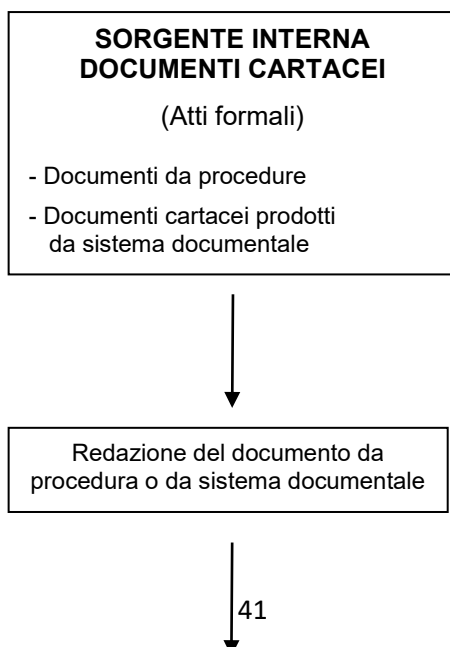 SORGENTE INTERNA
DOCUMENTI CARTACEI
(Atti formali)
- Documenti da procedure
- Documenti cartacei prodotti
da sistema documentale
Redazione del documento da
procedura o da sistema documentale
41